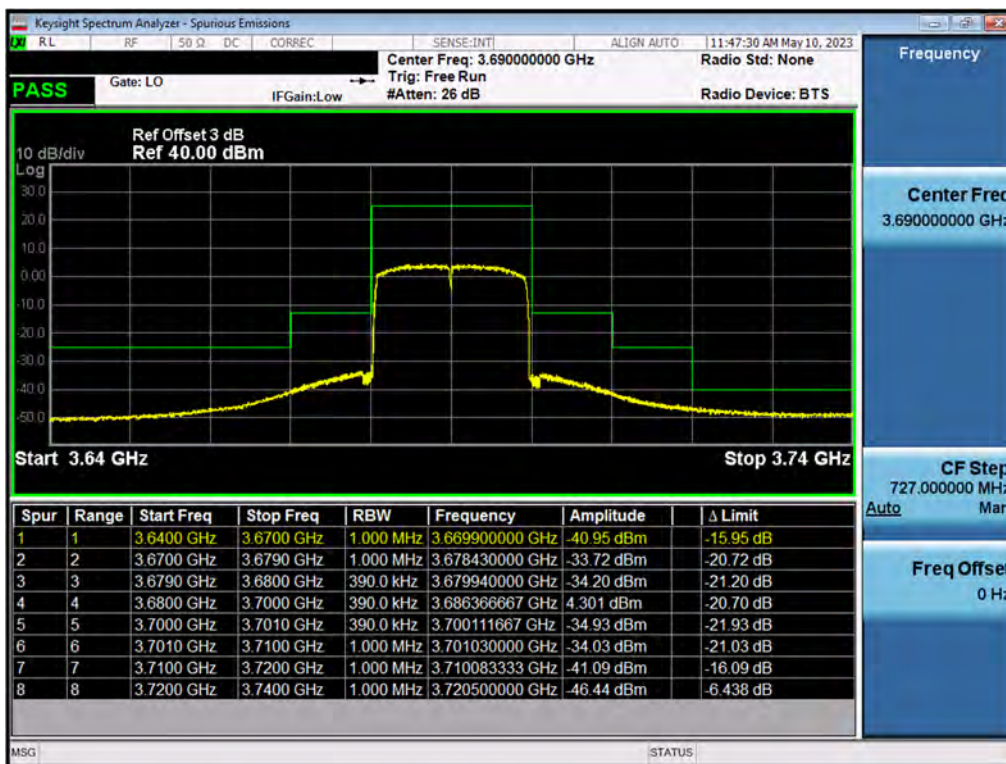 Keysight Spectrum Analyzer - Spurious Emissions
LXI RL RF 50 Ω DC CORREC SENSE:INT ALIGN AUTO 11:47:30 AM May 10, 2023
Center Freq: 3.690000000 GHz Radio Std: None
PASS Gate: LO Trig: Free Run
IFGain:Low #Atten: 26 dB Radio Device: BTS
Ref Offset 3 dB
10 dB/div Ref 40.00 dBm
Log
30.0
20.0
10.0
0.00
-10.0
-20.0
-30.0
-40.0
-50.0
Start 3.64 GHz Stop 3.74 GHz
Spur Range Start Freq Stop Freq RBW Frequency Amplitude Δ Limit
1 1 3.6400 GHz 3.6700 GHz 1.000 MHz 3.669900000 GHz -40.95 dBm -15.95 dB
2 2 3.6700 GHz 3.6790 GHz 1.000 MHz 3.678430000 GHz -33.72 dBm -20.72 dB
3 3 3.6790 GHz 3.6800 GHz 390.0 kHz 3.679940000 GHz -34.20 dBm -21.20 dB
4 4 3.6800 GHz 3.7000 GHz 390.0 kHz 3.686366667 GHz 4.301 dBm -20.70 dB
5 5 3.7000 GHz 3.7010 GHz 390.0 kHz 3.700111667 GHz -34.93 dBm -21.93 dB
6 6 3.7010 GHz 3.7100 GHz 1.000 MHz 3.701030000 GHz -34.03 dBm -21.03 dB
7 7 3.7100 GHz 3.7200 GHz 1.000 MHz 3.710083333 GHz -41.09 dBm -16.09 dB
8 8 3.7200 GHz 3.7400 GHz 1.000 MHz 3.720500000 GHz -46.44 dBm -6.438 dB
MSG STATUS
Frequency
Center Freq
3.690000000 GHz
CF Step
727.000000 MHz
Auto Man
Freq Offset
0 Hz